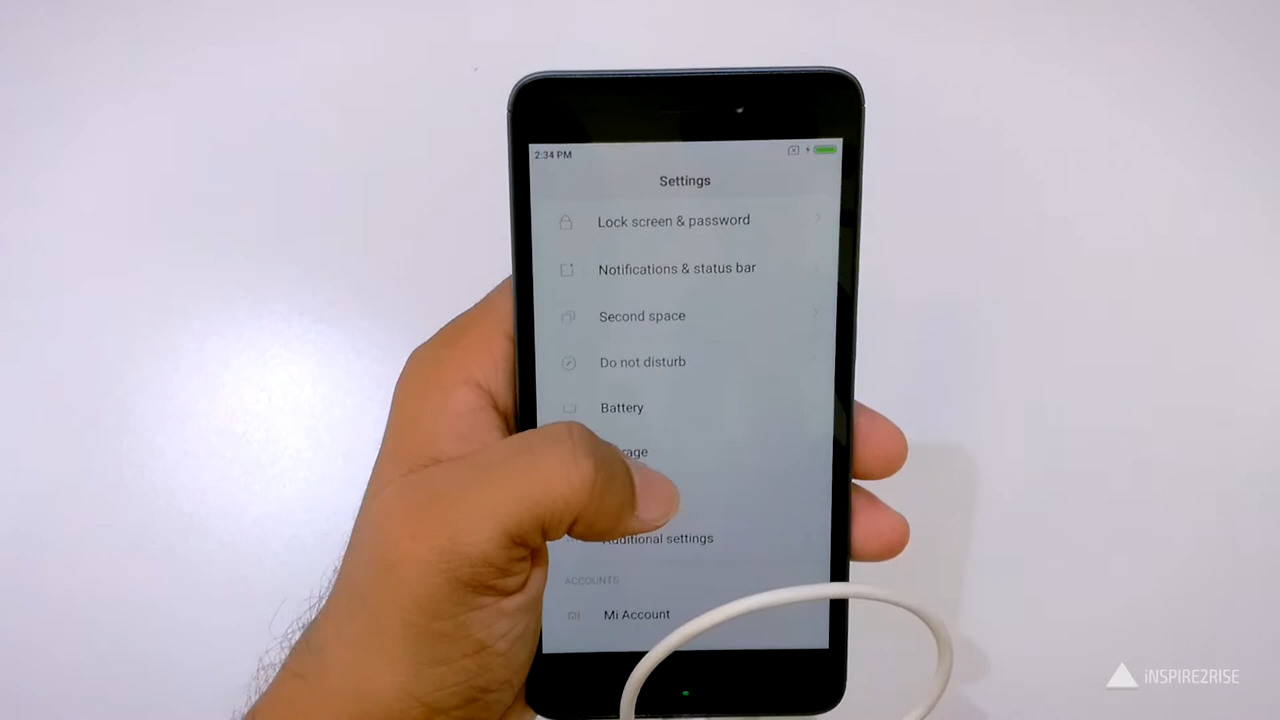 2:34 PM
Settings
Lock screen & password
Notifications & status bar
Second space
Do not disturb
Battery
rage
Additional settings
ACCOUNTS
Mi Account
iNSPIRE2RISE